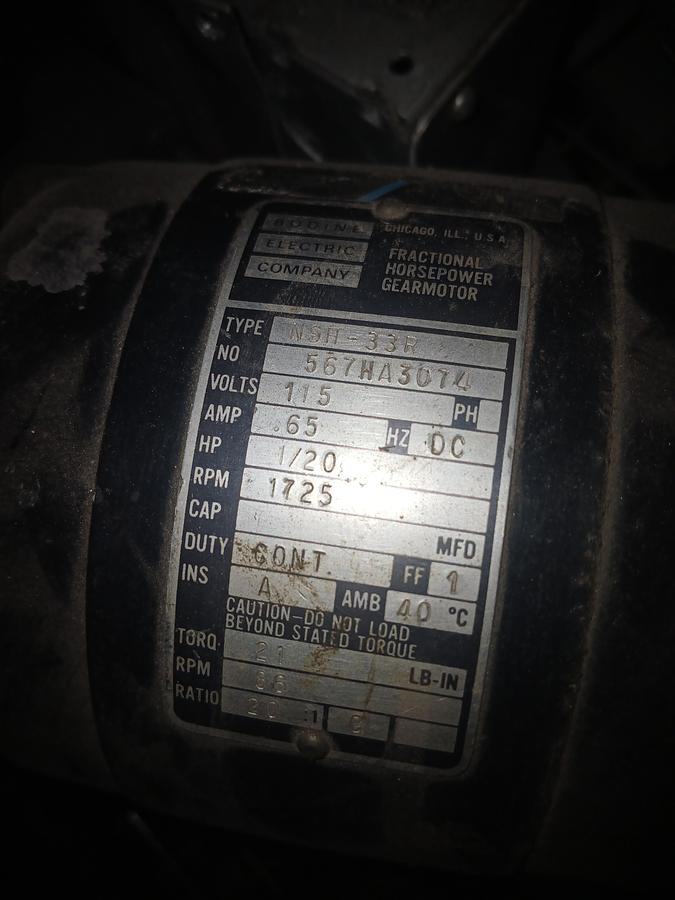 BODINE
ELECTRIC
COMPANY
CHICAGO, ILL., U.S.A.
FRACTIONAL
HORSEPOWER
GEARMOTOR
TYPE NSH-33R
NO 567HA3074
VOLTS 115 PH
AMP .65 HZ DC
HP 1/20
RPM 1725
CAP MFD
DUTY CONT. FF 1
INS A AMB 40 °C
CAUTION-DO NOT LOAD
BEYOND STATED TORQUE
TORQ. 21 LB-IN
RPM 86
RATIO 20 :1